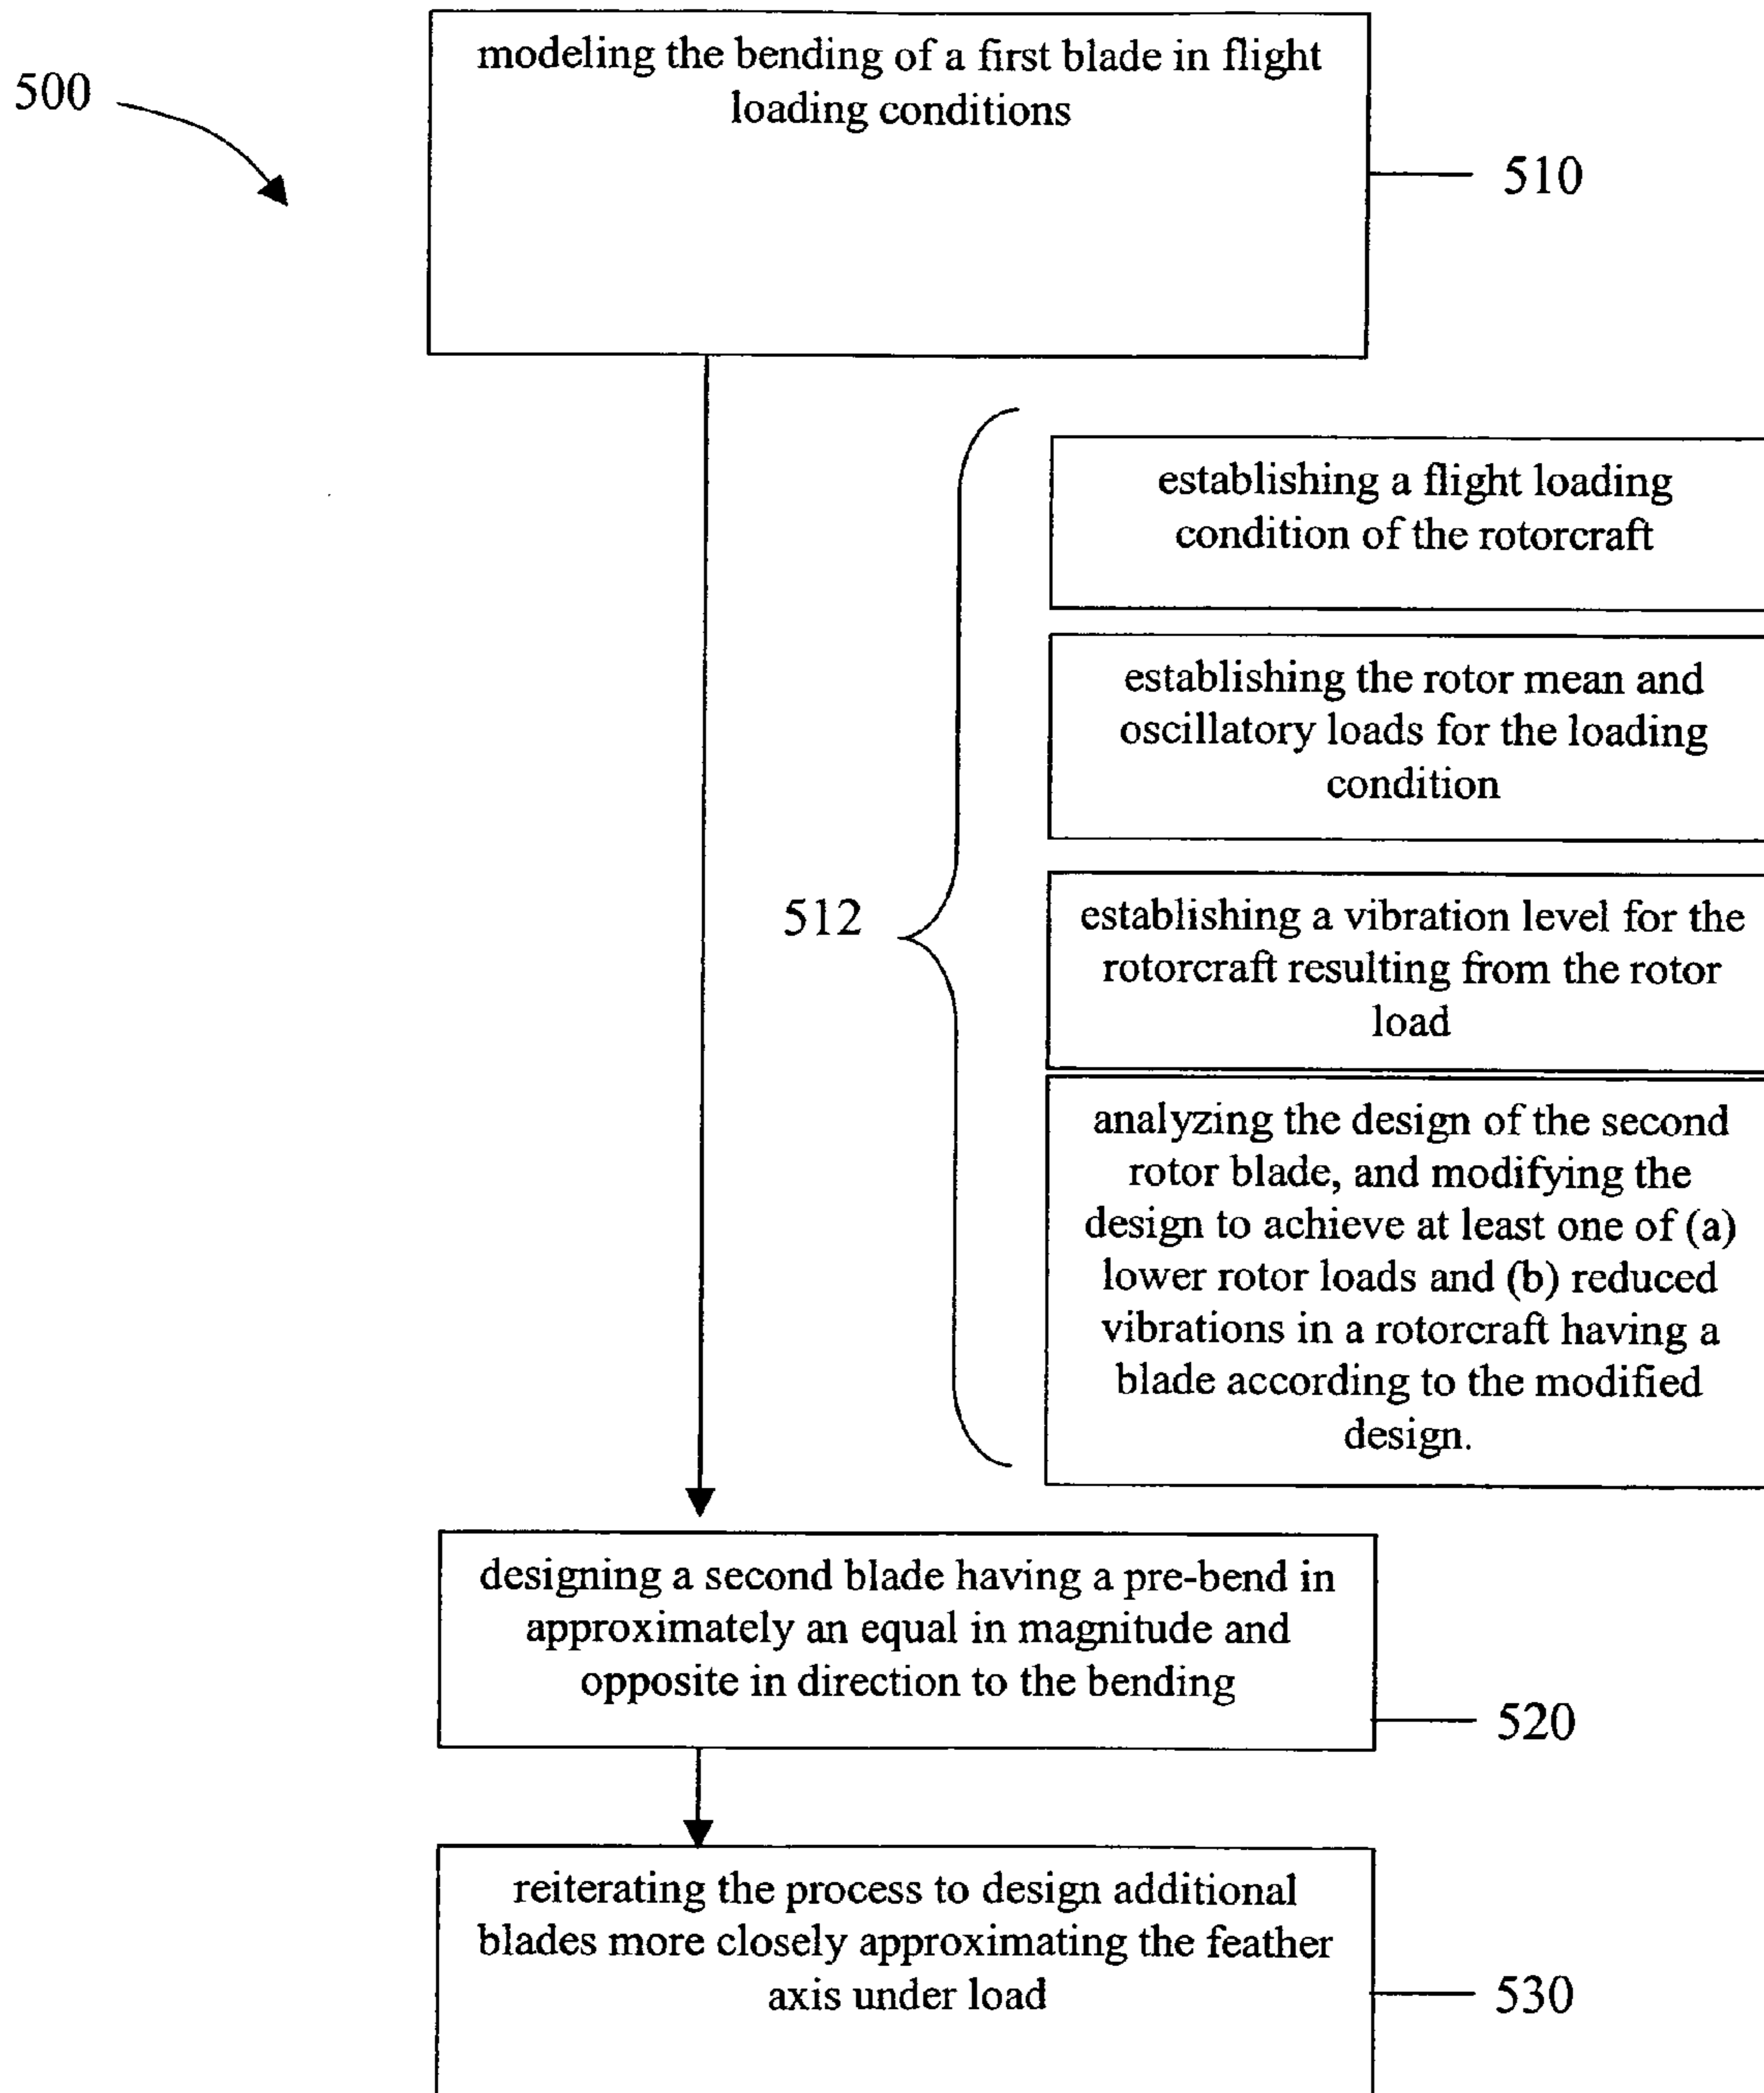 500
modeling the bending of a first blade in flight
loading conditions
510
establishing a flight loading
condition of the rotorcraft
establishing the rotor mean and
oscillatory loads for the loading
condition
512
establishing a vibration level for the
rotorcraft resulting from the rotor
load
analyzing the design of the second
rotor blade, and modifying the
design to achieve at least one of (a)
lower rotor loads and (b) reduced
vibrations in a rotorcraft having a
blade according to the modified
design.
designing a second blade having a pre-bend in
approximately an equal in magnitude and
opposite in direction to the bending
520
reiterating the process to design additional
blades more closely approximating the feather
axis under load
530